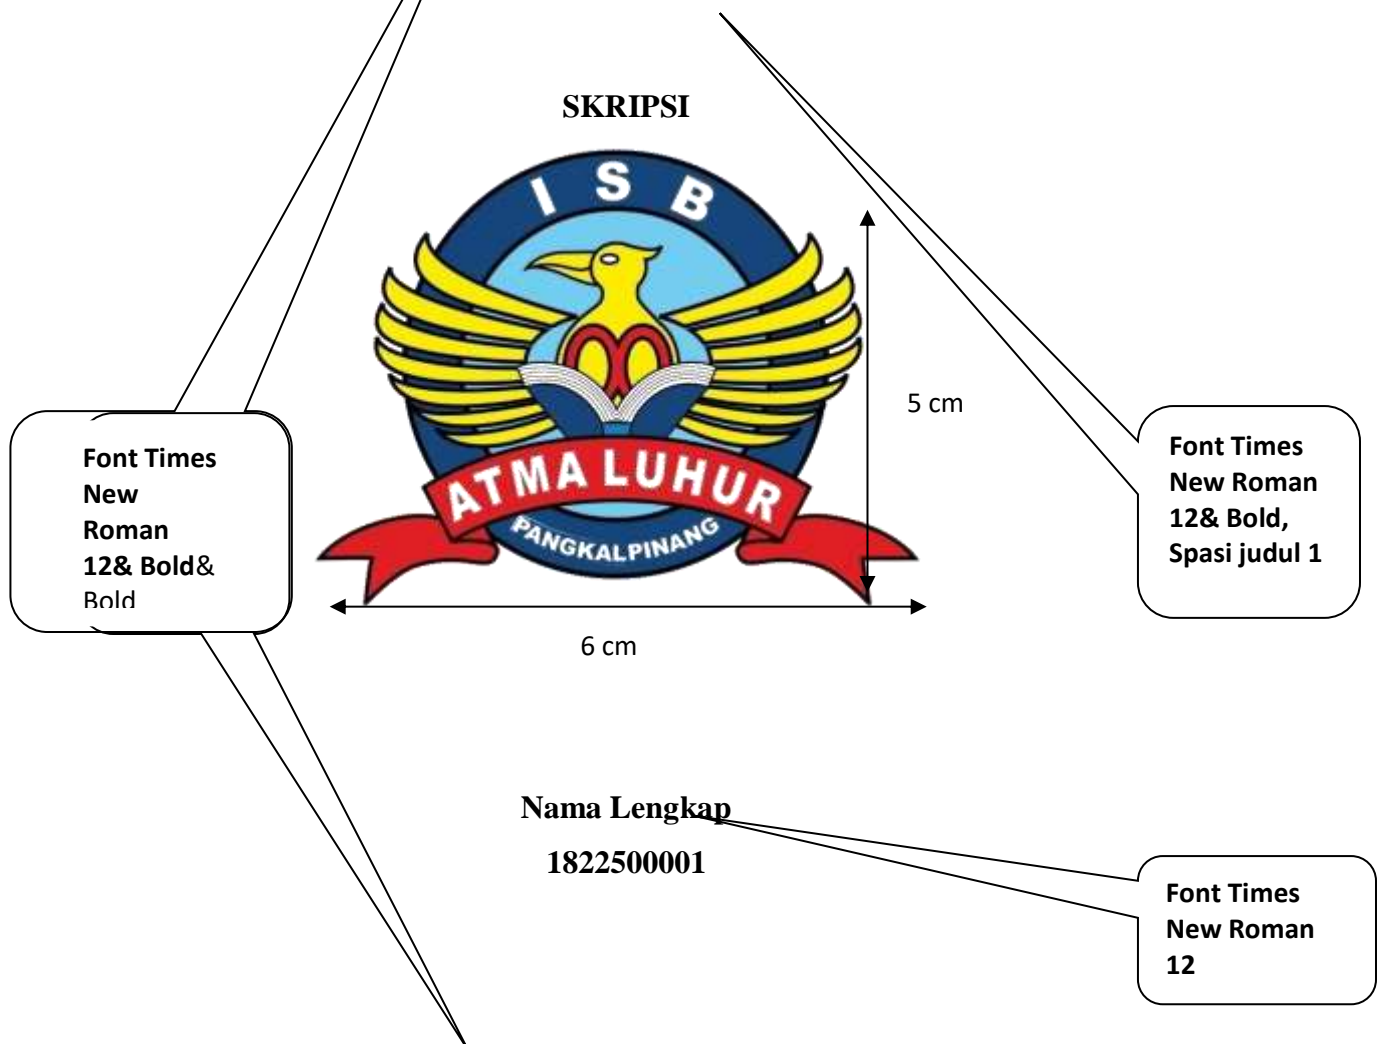 SKRIPSI
I S B
ATMA LUHUR
PANGKALPINANG
5 cm
6 cm
Font Times
New
Roman
12& Bold&
Bold
Font Times
New Roman
12& Bold,
Spasi judul 1
Nama Lengkap
1822500001
Font Times
New Roman
12